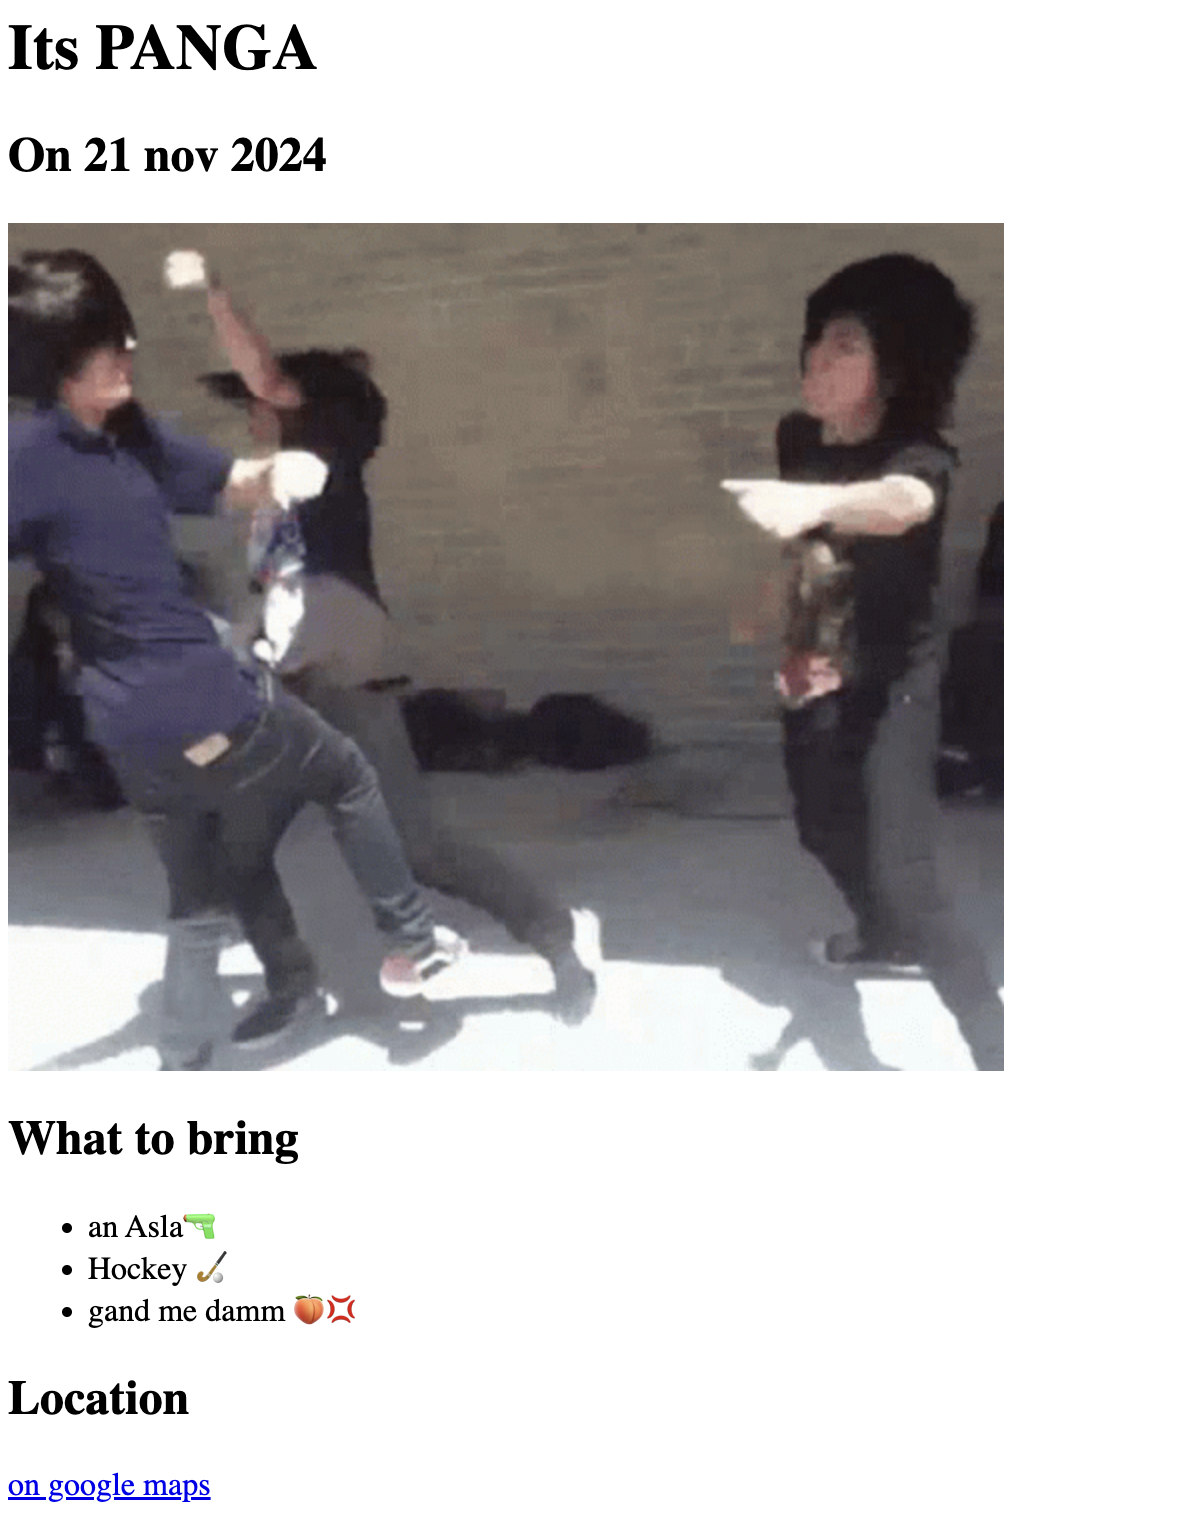 Its PANGA
On 21 nov 2024
What to bring
an Asla🔫
Hockey 🏑
gand me damm 🍑💢
Location
on google maps